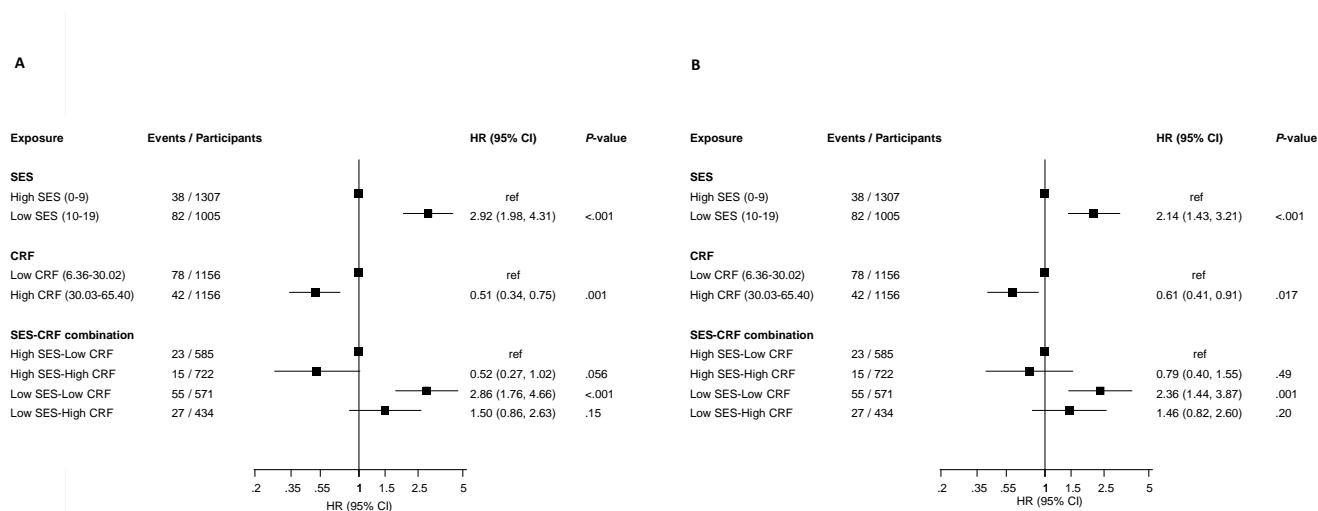 A
Exposure Events / Participants HR (95% CI) P-value
SES
High SES (0-9) 38 / 1307 ref
Low SES (10-19) 82 / 1005 2.92 (1.98, 4.31) <.001
CRF
Low CRF (6.36-30.02) 78 / 1156 ref
High CRF (30.03-65.40) 42 / 1156 0.51 (0.34, 0.75) .001
SES-CRF combination
High SES-Low CRF 23 / 585 ref
High SES-High CRF 15 / 722 0.52 (0.27, 1.02) .056
Low SES-Low CRF 55 / 571 2.86 (1.76, 4.66) <.001
Low SES-High CRF 27 / 434 1.50 (0.86, 2.63) .15
.2 .35 .55 1 1.5 2.5 5
HR (95% CI)
B
Exposure Events / Participants HR (95% CI) P-value
SES
High SES (0-9) 38 / 1307 ref
Low SES (10-19) 82 / 1005 2.14 (1.43, 3.21) <.001
CRF
Low CRF (6.36-30.02) 78 / 1156 ref
High CRF (30.03-65.40) 42 / 1156 0.61 (0.41, 0.91) .017
SES-CRF combination
High SES-Low CRF 23 / 585 ref
High SES-High CRF 15 / 722 0.79 (0.40, 1.55) .49
Low SES-Low CRF 55 / 571 2.36 (1.44, 3.87) .001
Low SES-High CRF 27 / 434 1.46 (0.82, 2.60) .20
.2 .35 .55 1 1.5 2.5 5
HR (95% CI)